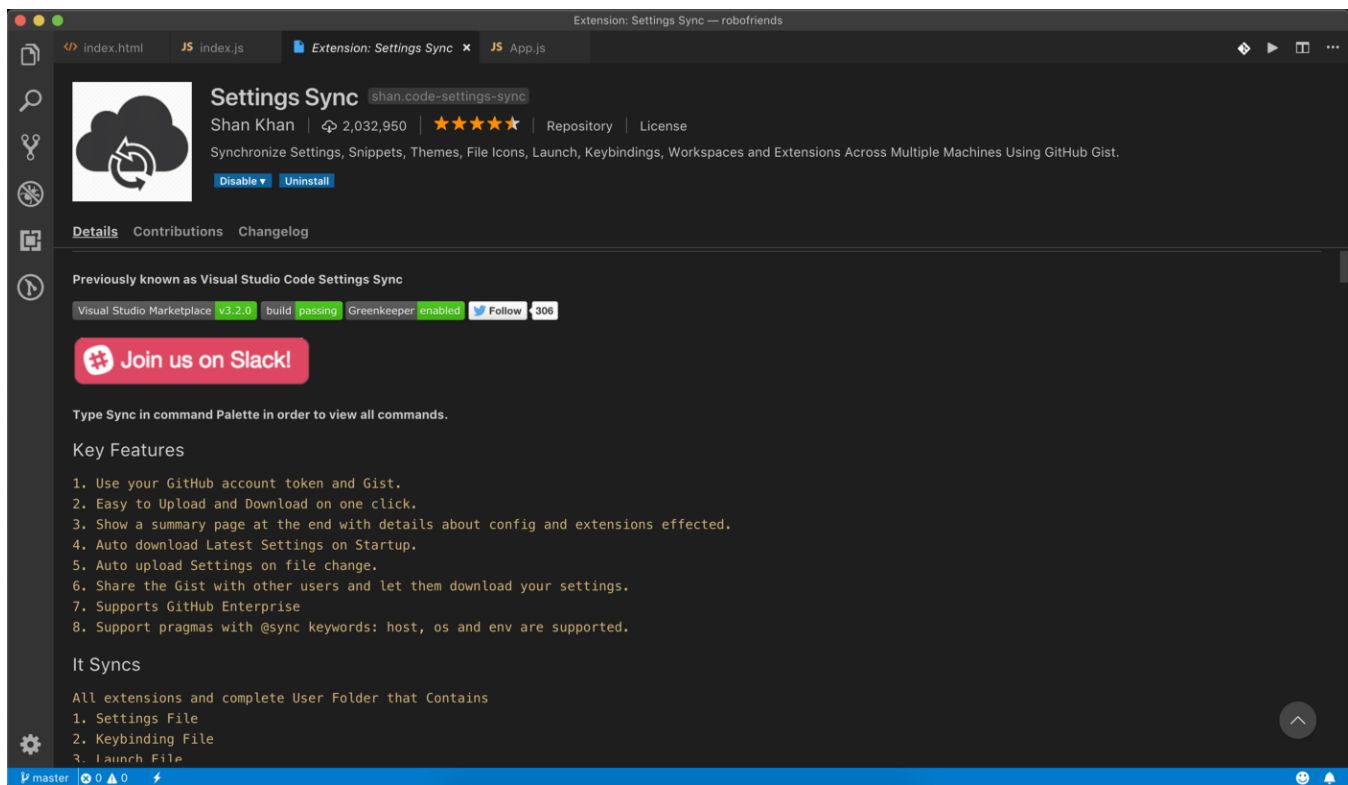 Extension: Settings Sync — robofriends
</> index.html JS index.js Extension: Settings Sync × JS App.js
Settings Sync shan.code-settings-sync
Shan Khan | 2,032,950 | Repository | License
Synchronize Settings, Snippets, Themes, File Icons, Launch, Keybindings, Workspaces and Extensions Across Multiple Machines Using GitHub Gist.
Disable ▾ Uninstall
Details Contributions Changelog
Previously known as Visual Studio Code Settings Sync
Visual Studio Marketplace v3.2.0 build passing Greenkeeper enabled Follow 306
# Join us on Slack!
Type Sync in command Palette in order to view all commands.
Key Features
1. Use your GitHub account token and Gist.
2. Easy to Upload and Download on one click.
3. Show a summary page at the end with details about config and extensions effected.
4. Auto download Latest Settings on Startup.
5. Auto upload Settings on file change.
6. Share the Gist with other users and let them download your settings.
7. Supports GitHub Enterprise
8. Support pragmas with @sync keywords: host, os and env are supported.
It Syncs
All extensions and complete User Folder that Contains
1. Settings File
2. Keybinding File
3. Launch File
master 0 0